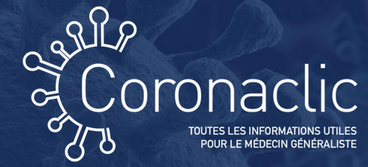 Coronaclic
TOUTES LES INFORMATIONS UTILES
POUR LE MÉDECIN GÉNÉRALISTE